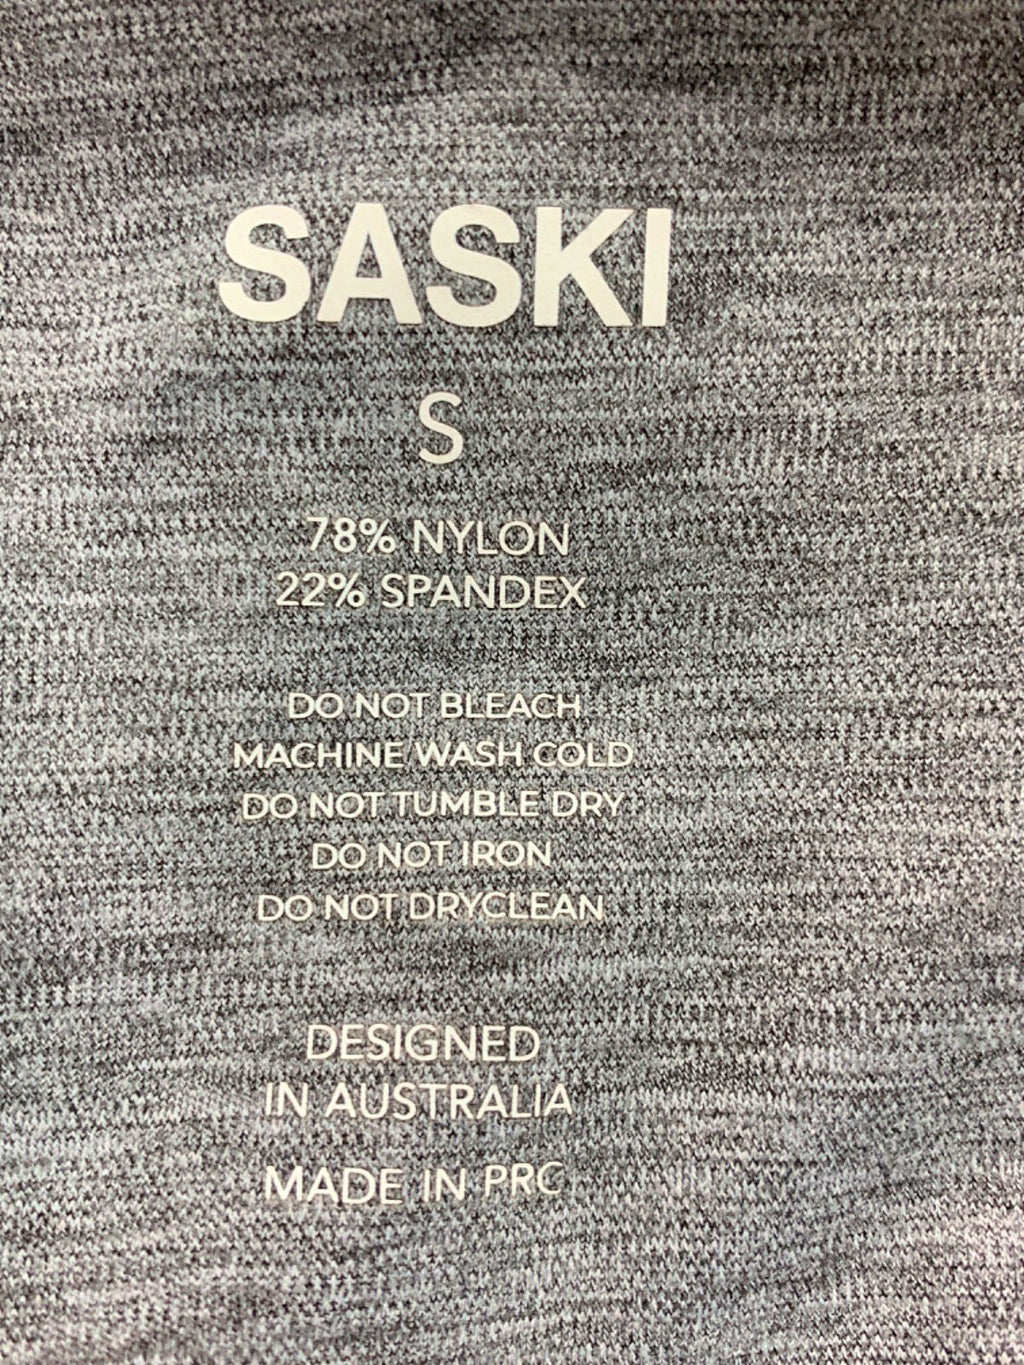 SASKI
S
78% NYLON
22% SPANDEX
DO NOT BLEACH
MACHINE WASH COLD
DO NOT TUMBLE DRY
DO NOT IRON
DO NOT DRYCLEAN
DESIGNED
IN AUSTRALIA
MADE IN PRC